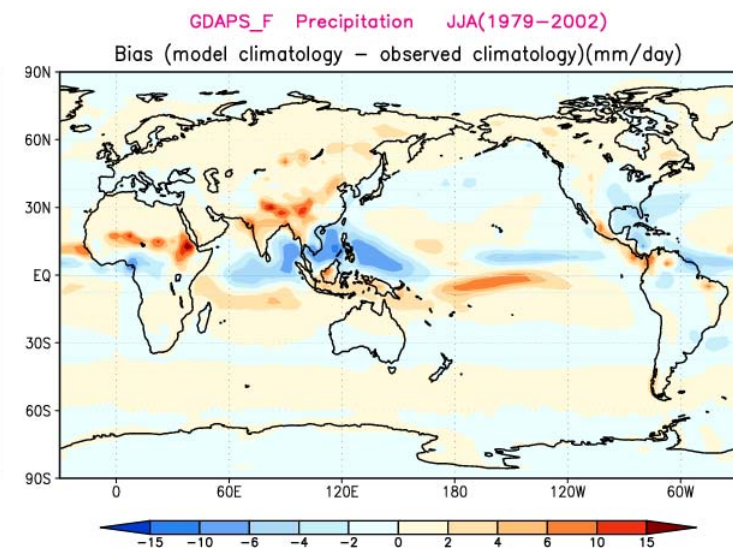 GDAPS_F Precipitation JJA(1979−2002)
Bias (model climatology − observed climatology)(mm/day)
90N
60N
30N
EQ
30S
60S
90S
0 60E 120E 180 120W 60W
−15 −10 −6 −4 −2 0 2 4 6 10 15